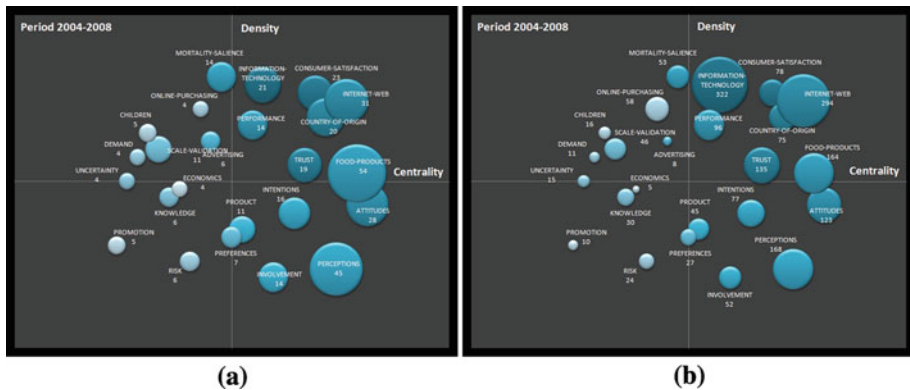 Period 2004-2008
Density
MORTALITY-SALIENCE
14
INFORMATION-
TECHNOLOGY
21
CONSUMER-SATISFACTION
23
INTERNET-WEB
31
ONLINE-PURCHASING
4
COUNTRY-OF-ORIGIN
20
PERFORMANCE
14
CHILDREN
5
DEMAND
4
SCALE-VALIDATION
11
ADVERTISING
6
TRUST
19
FOOD-PRODUCTS
54
UNCERTAINTY
4
ECONOMICS
4
Centrality
KNOWLEDGE
6
INTENTIONS
16
ATTITUDES
28
PRODUCT
11
PROMOTION
5
PREFERENCES
7
RISK
6
INVOLVEMENT
14
PERCEPTIONS
45
(a)
Period 2004-2008
Density
MORTALITY-SALIENCE
53
INFORMATION-
TECHNOLOGY
322
CONSUMER-SATISFACTION
78
INTERNET-WEB
294
ONLINE-PURCHASING
58
PERFORMANCE
96
COUNTRY-OF-ORIGIN
75
CHILDREN
16
SCALE-VALIDATION
46
DEMAND
11
ADVERTISING
8
FOOD-PRODUCTS
164
TRUST
135
UNCERTAINTY
15
ECONOMICS
5
Centrality
KNOWLEDGE
30
INTENTIONS
77
ATTITUDES
123
PRODUCT
45
PROMOTION
10
PREFERENCES
27
RISK
24
PERCEPTIONS
168
INVOLVEMENT
52
(b)